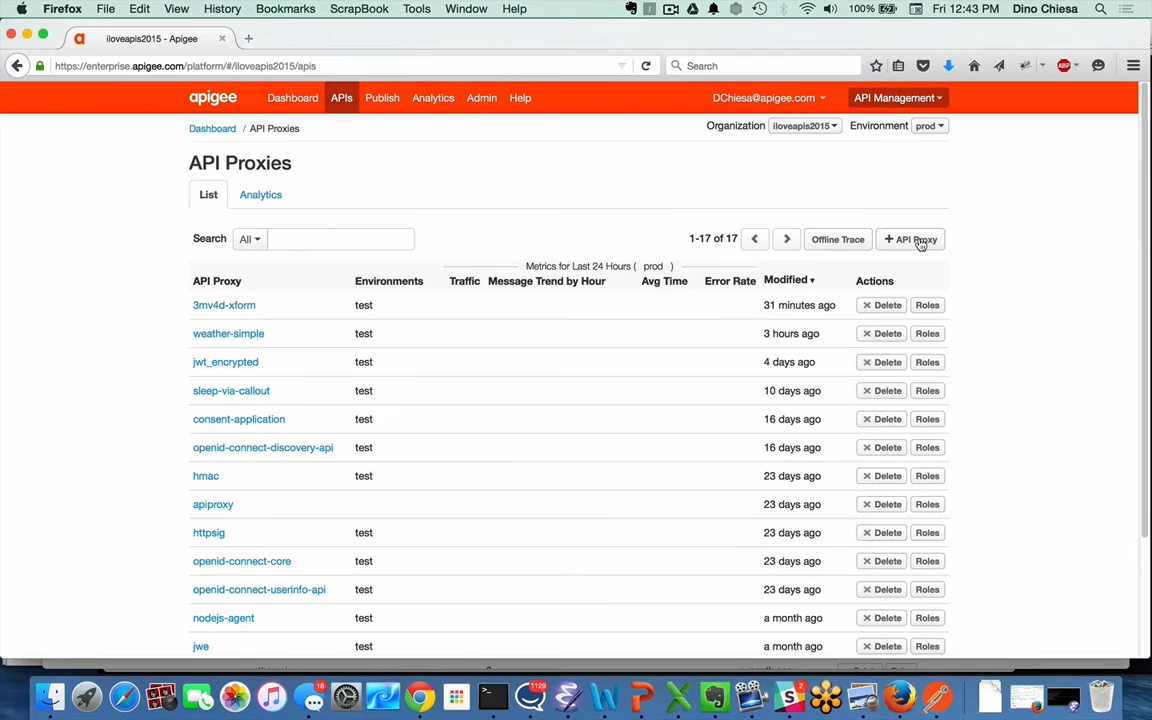 Firefox File Edit View History Bookmarks ScrapBook Tools Window Help 100% Fri 12:43 PM Dino Chiesa
iloveapis2015 - Apigee
https://enterprise.apigee.com/platform/#/iloveapis2015/apis Search ABP
apigee Dashboard APIs Publish Analytics Admin Help DChiesa@apigee.com API Management
Dashboard / API Proxies Organization iloveapis2015 Environment prod
API Proxies
List Analytics
Search All 1-17 of 17 Offline Trace + API Proxy
Metrics for Last 24 Hours ( prod )
API Proxy Environments Traffic Message Trend by Hour Avg Time Error Rate Modified Actions
3mv4d-xform test 31 minutes ago × Delete Roles
weather-simple test 3 hours ago × Delete Roles
jwt_encrypted test 4 days ago × Delete Roles
sleep-via-callout test 10 days ago × Delete Roles
consent-application test 16 days ago × Delete Roles
openid-connect-discovery-api test 16 days ago × Delete Roles
hmac test 23 days ago × Delete Roles
apiproxy 23 days ago × Delete Roles
httpsig test 23 days ago × Delete Roles
openid-connect-core test 23 days ago × Delete Roles
openid-connect-userinfo-api test 23 days ago × Delete Roles
nodejs-agent test a month ago × Delete Roles
jwe test a month ago × Delete Roles
16 1129 2